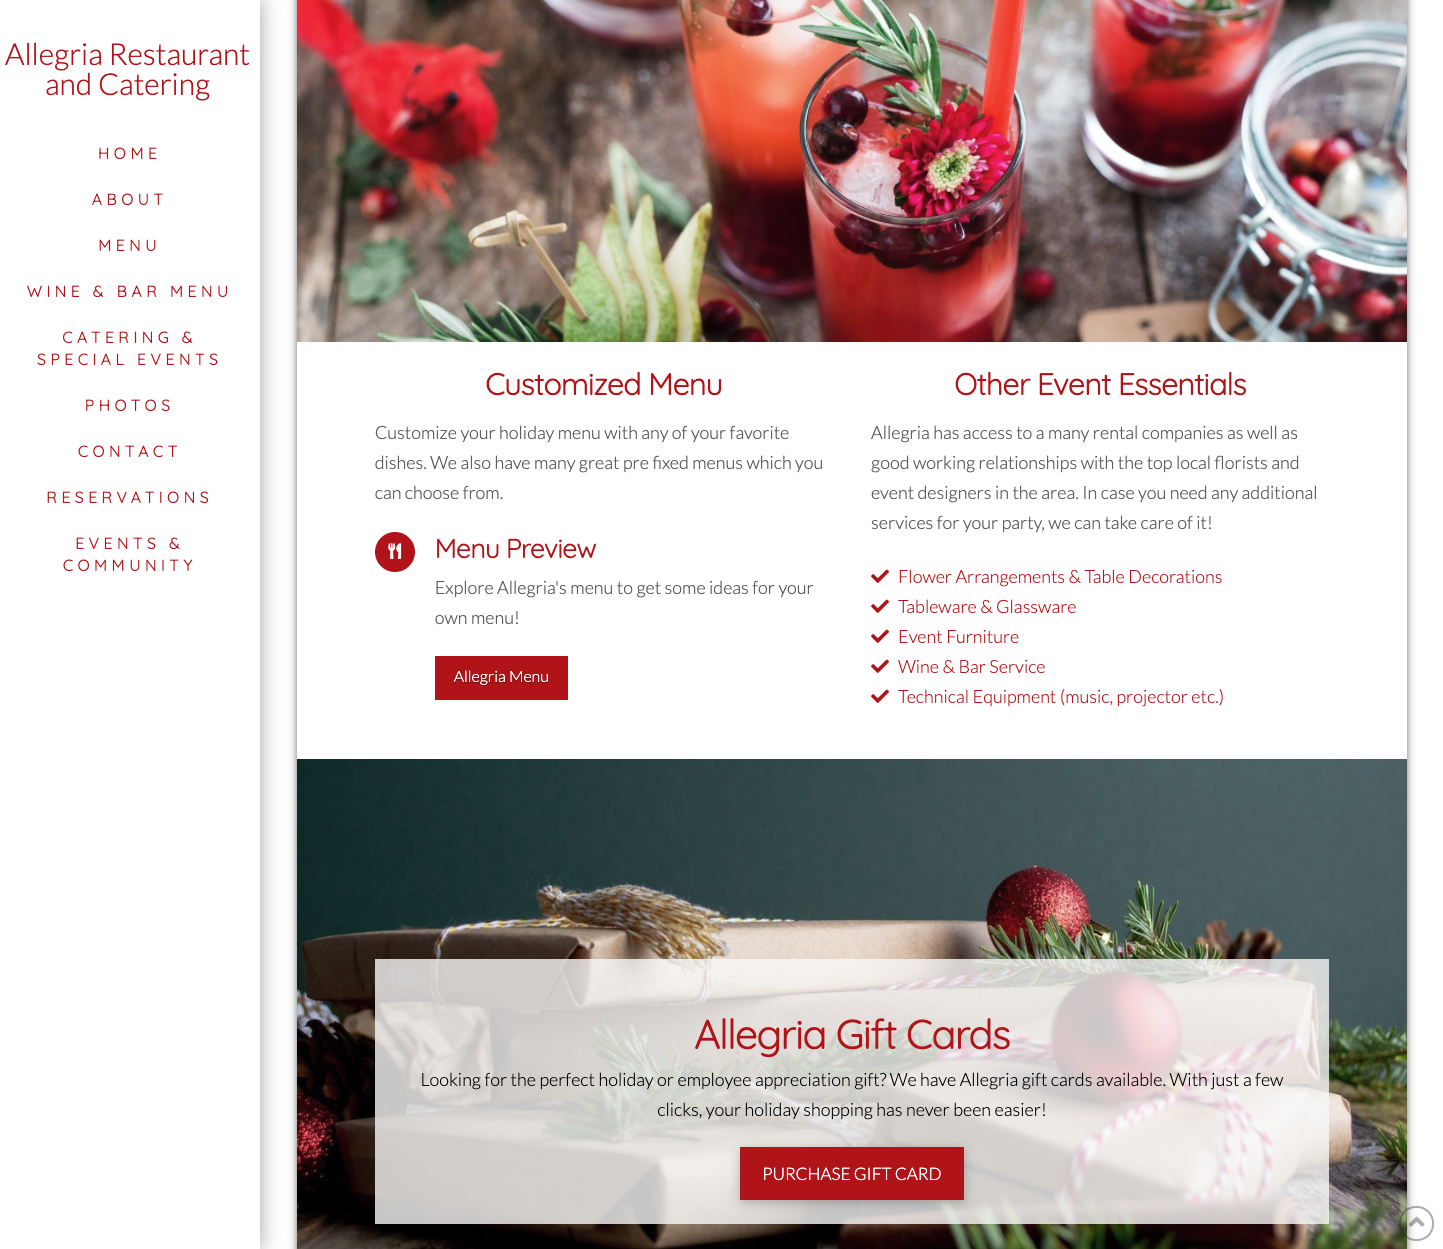 Allegria Restaurant
and Catering
HOME
ABOUT
MENU
WINE & BAR MENU
CATERING &
SPECIAL EVENTS
PHOTOS
CONTACT
RESERVATIONS
EVENTS &
COMMUNITY
Customized Menu
Customize your holiday menu with any of your favorite
dishes. We also have many great pre fixed menus which you
can choose from.
Menu Preview
Explore Allegria's menu to get some ideas for your
own menu!
Allegria Menu
Other Event Essentials
Allegria has access to a many rental companies as well as
good working relationships with the top local florists and
event designers in the area. In case you need any additional
services for your party, we can take care of it!
Flower Arrangements & Table Decorations
Tableware & Glassware
Event Furniture
Wine & Bar Service
Technical Equipment (music, projector etc.)
Allegria Gift Cards
Looking for the perfect holiday or employee appreciation gift? We have Allegria gift cards available. With just a few
clicks, your holiday shopping has never been easier!
PURCHASE GIFT CARD